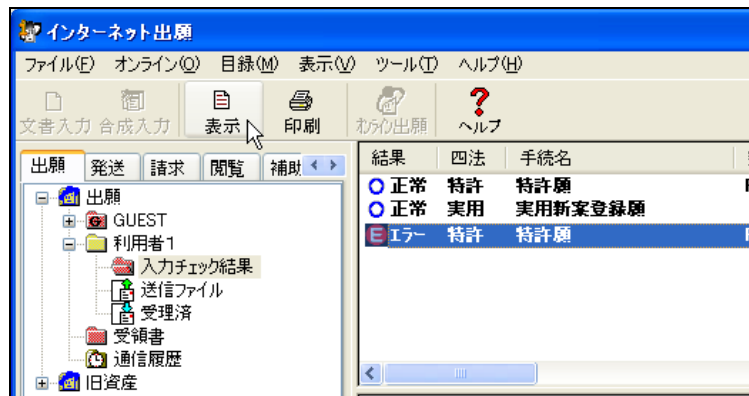 インターネット出願
ファイル(F) オンライン(O) 目録(M) 表示(V) ツール(T) ヘルプ(H)
文書入力 合成入力 表示 印刷 オンライン出願 ヘルプ
出願 発送 請求 閲覧 補助
出願
GUEST
利用者1
入力チェック結果
送信ファイル
受理済
受領書
通信履歴
旧資産
結果 四法 手続名
正常 特許 特許願
正常 実用 実用新案登録願
エラー 特許 特許願